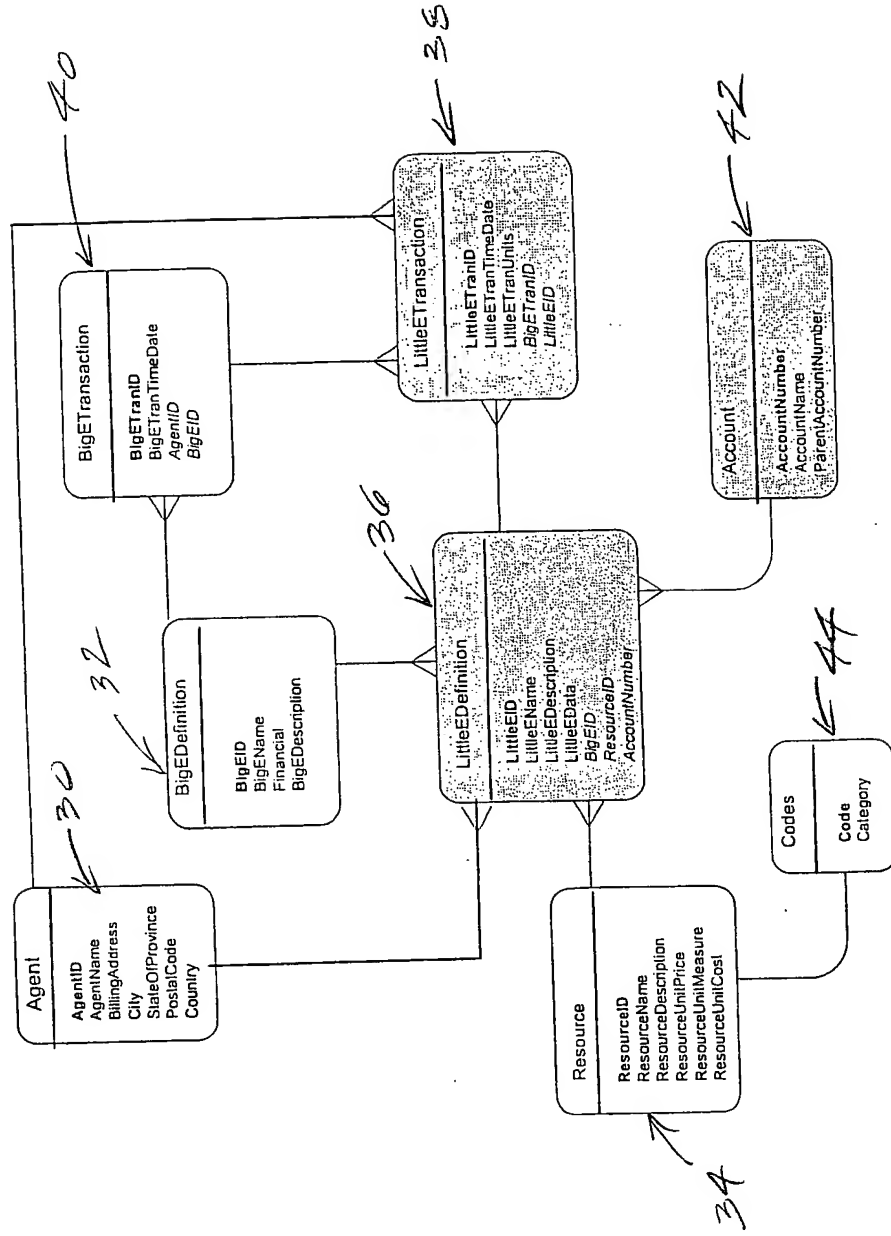 Agent
AgentID
AgentName
BillingAddress
City
StateOfProvince
PostalCode
Country
30
BigEDefinition
BigEID
BigEName
Financial
BigEDescription
32
BigETransaction
BigETranID
BigETranTimeDate
AgentID
BigEID
40
Resource
ResourceID
ResourceName
ResourceDescription
ResourceUnitPrice
ResourceUnitMeasure
ResourceUnitCost
34
LittleEDefinition
LittleEID
LittleEName
LittleEDescription
LittleEData
BigEID
ResourceID
AccountNumber
36
LittleETransaction
LittleETranID
LittleETranTimeDate
LittleETranUnits
BigETranID
LittleEID
38
Codes
Code
Category
44
Account
AccountNumber
AccountName
ParentAccountNumber
42